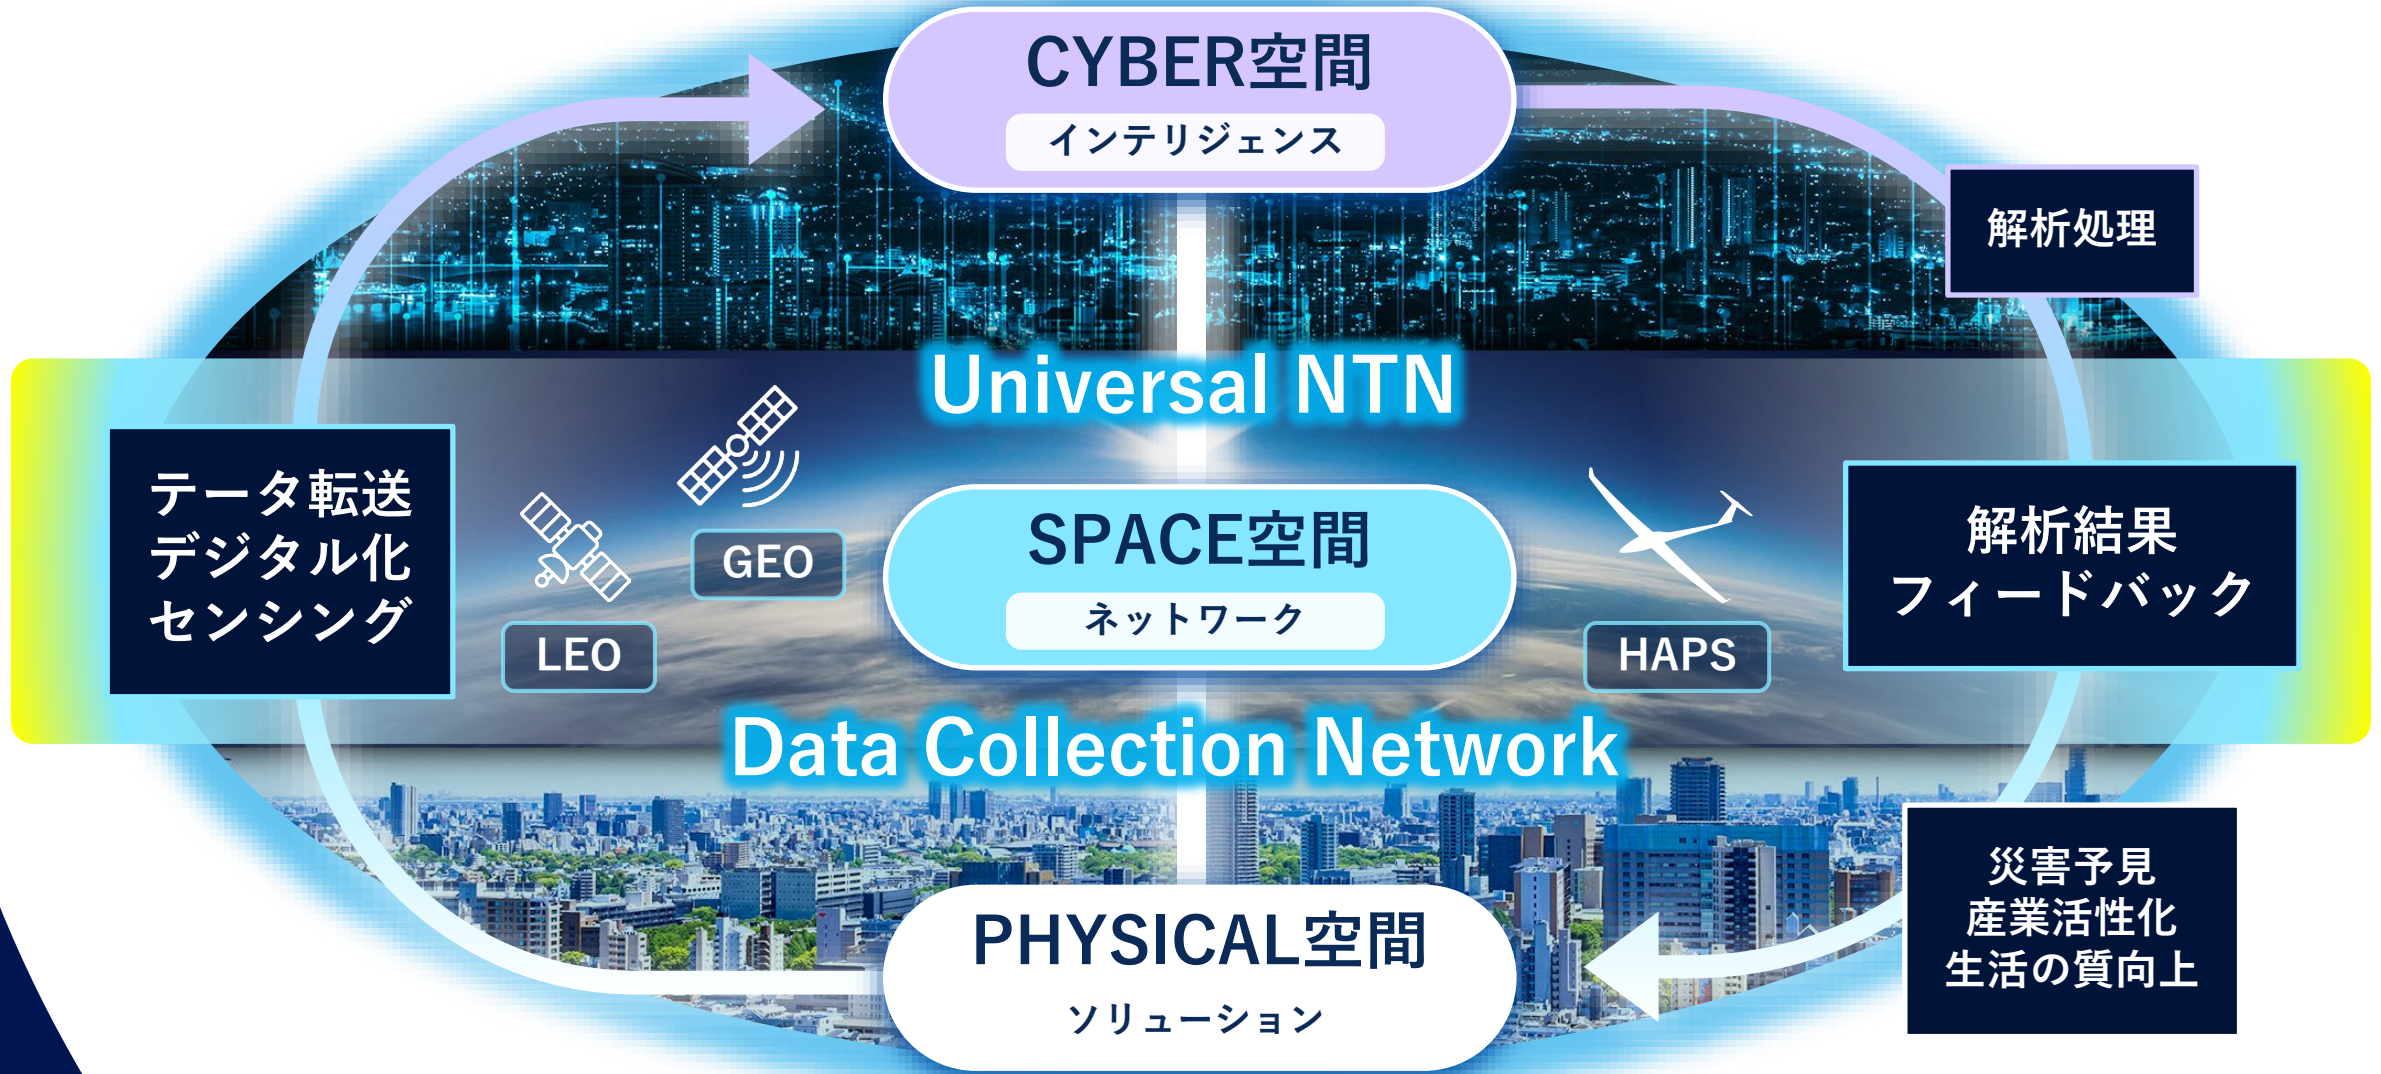 CYBER空間
インテリジェンス
解析処理
Universal NTN
テータ転送
デジタル化
センシング
GEO
LEO
SPACE空間
ネットワーク
HAPS
解析結果
フィードバック
Data Collection Network
災害予見
産業活性化
生活の質向上
PHYSICAL空間
ソリューション